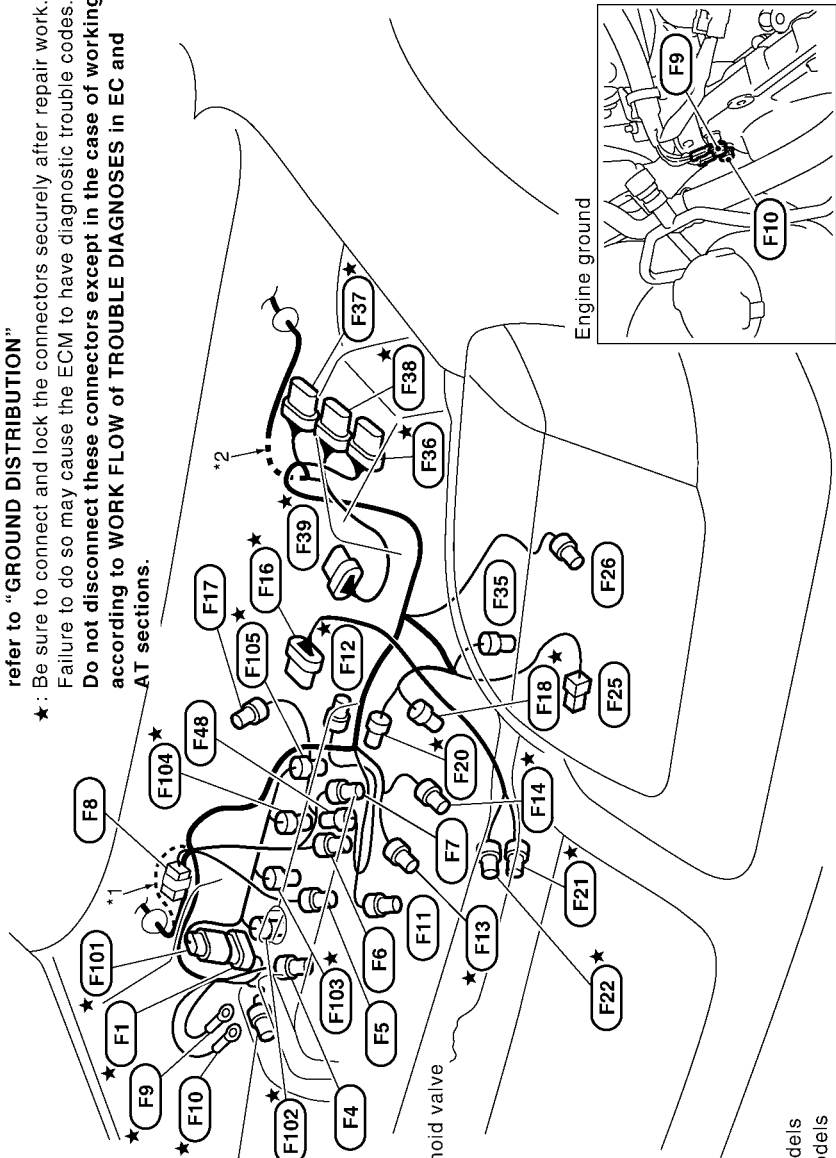 refer to “GROUND DISTRIBUTION”
★: Be sure to connect and lock the connectors securely after repair work.
Failure to do so may cause the ECM to have diagnostic trouble codes.
Do not disconnect these connectors except in the case of working
according to WORK FLOW of TROUBLE DIAGNOSES in EC and
AT sections.
F8
*1
F101 ★
F1 ★
F9 ★
F10 ★
F102 ★
F4
F103 ★
F5
F6
F11
F13 ★
F7
F104 ★
F48
F105 ★
F17
F16 ★
F12 ★
F39 ★
*2
F37 ★
F38 ★
F36 ★
F20 ★
F14 ★
F18 ★
F35
F26
F25
F21 ★
F22 ★
Engine ground
F9
F10